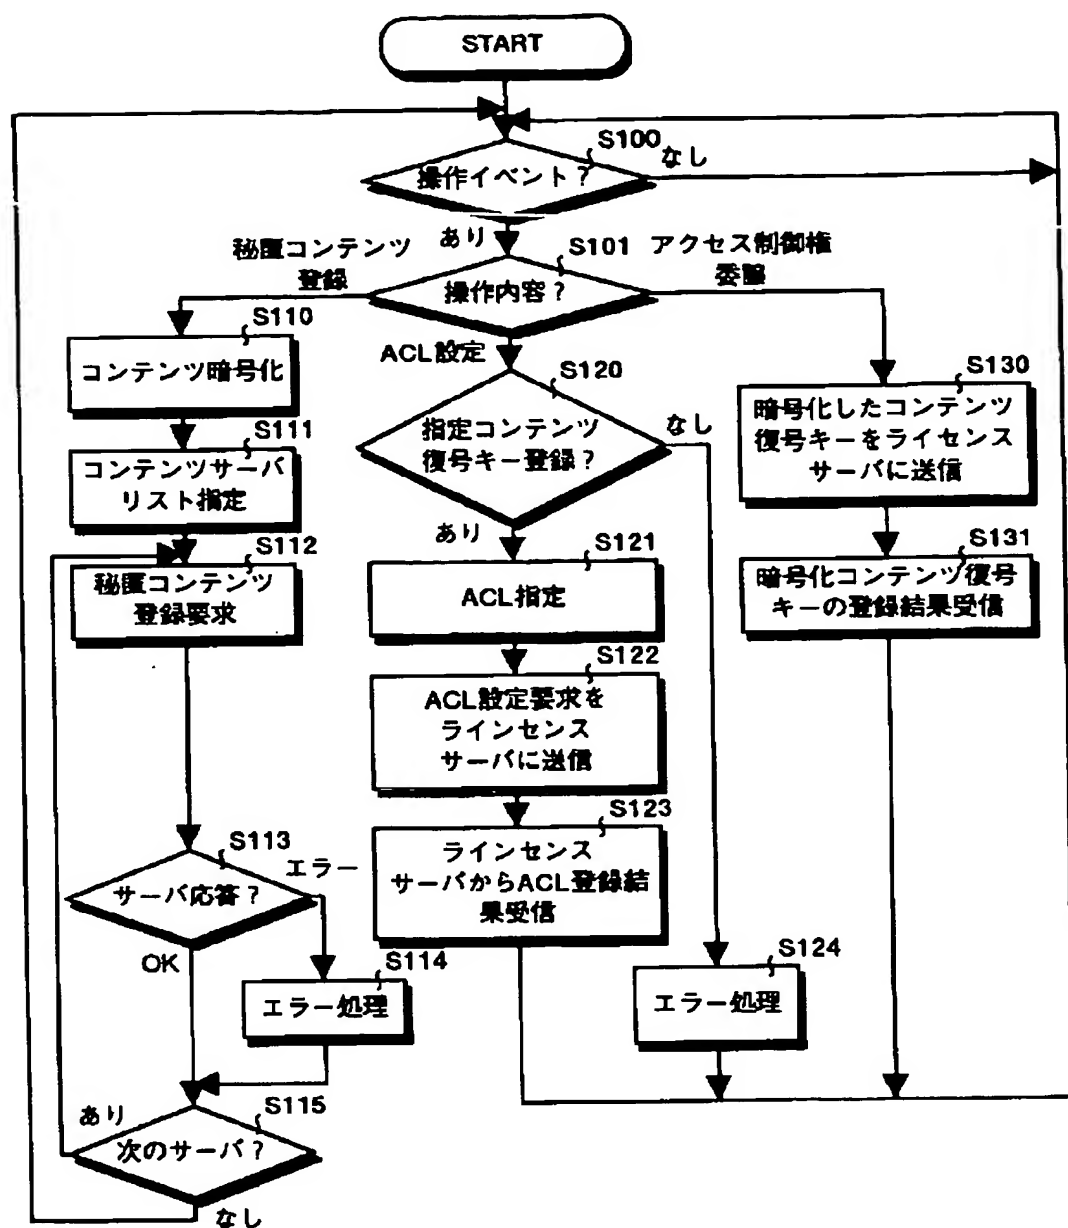 START
S100
なし
操作イベント？
あり
秘匿コンテンツ
登録
S101
アクセス制御権
委譲
操作内容？
S110
コンテンツ暗号化
ACL設定
S120
指定コンテンツ
復号キー登録？
なし
S130
暗号化したコンテンツ
復号キーをライセンス
サーバに送信
S111
コンテンツサーバ
リスト指定
あり
S121
ACL指定
S131
暗号化コンテンツ復号
キーの登録結果受信
S112
秘匿コンテンツ
登録要求
S122
ACL設定要求を
ラインセンス
サーバに送信
S123
ラインセンス
サーバからACL登録結
果受信
S113
サーバ応答？
エラー
OK
S114
エラー処理
S124
エラー処理
S115
あり
次のサーバ？
なし